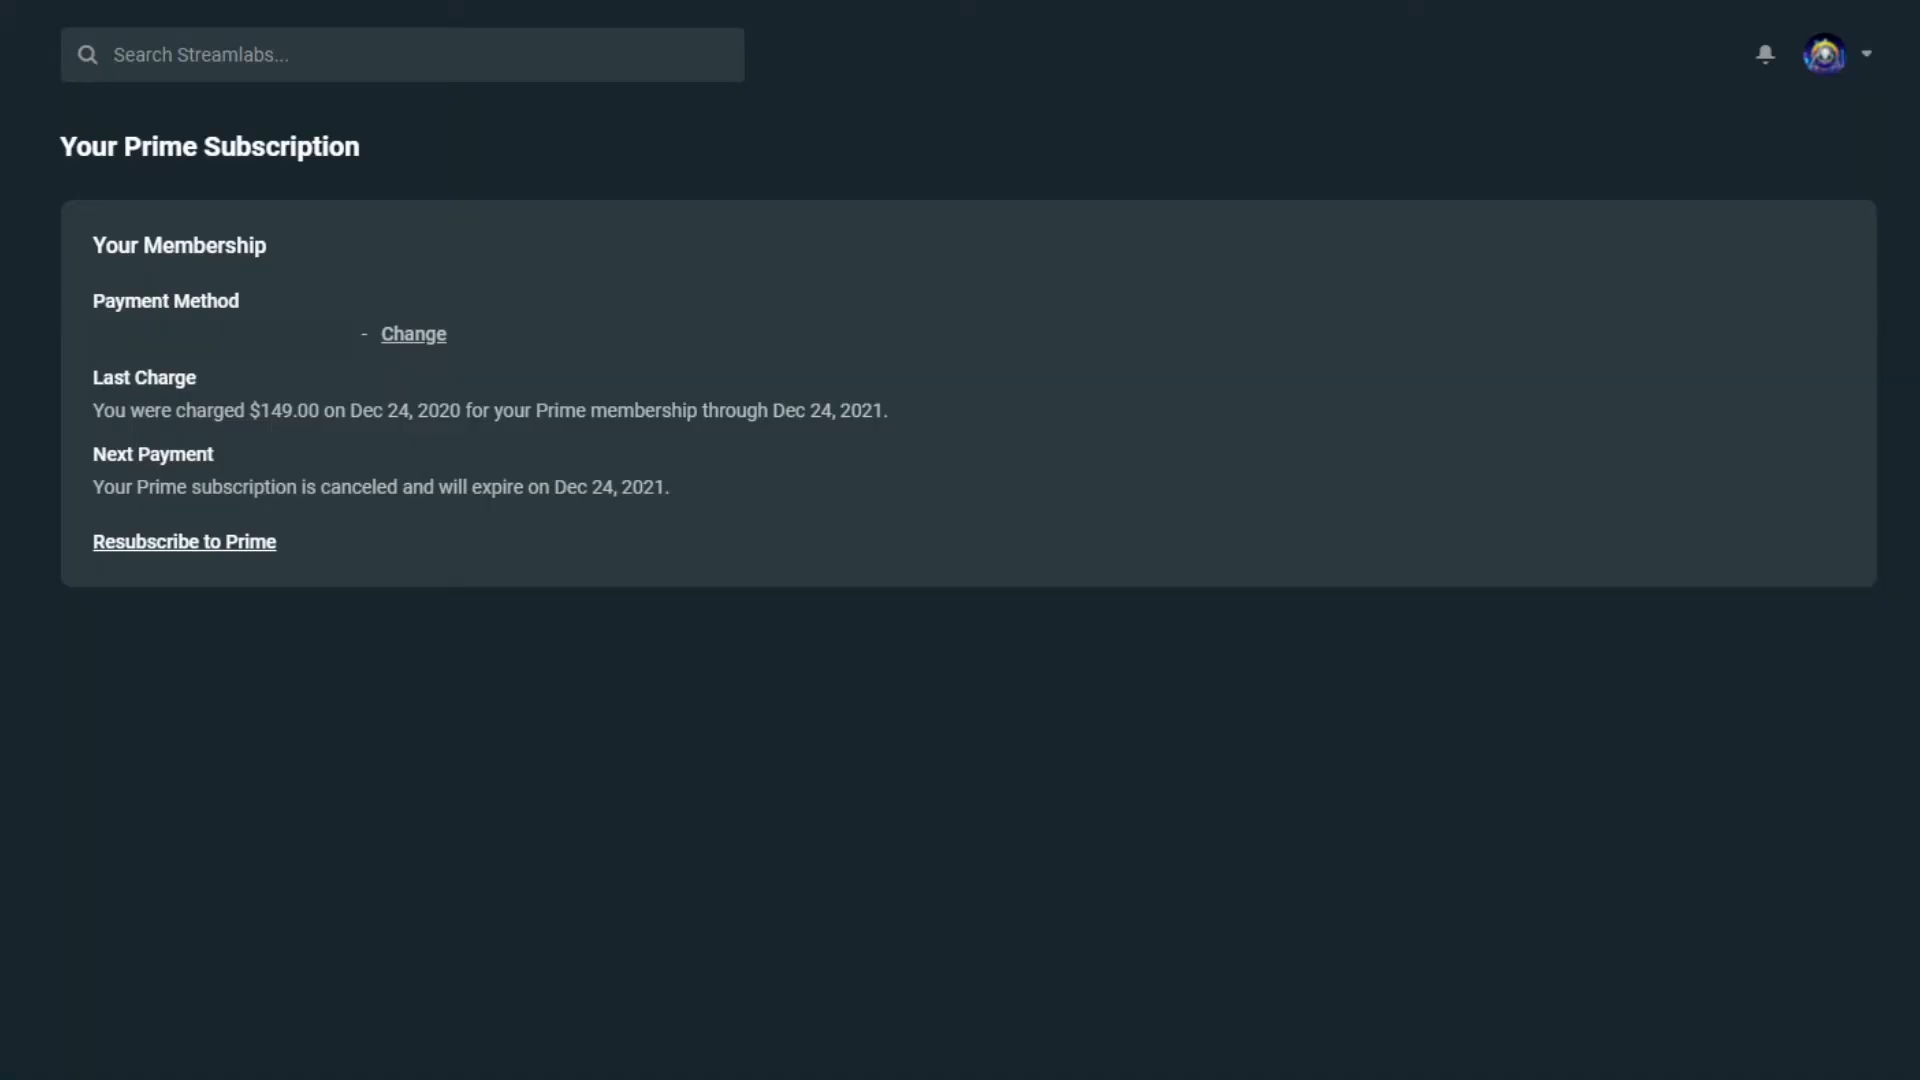 Search Streamlabs...
Your Prime Subscription
Your Membership
Payment Method
- Change
Last Charge
You were charged $149.00 on Dec 24, 2020 for your Prime membership through Dec 24, 2021.
Next Payment
Your Prime subscription is canceled and will expire on Dec 24, 2021.
Resubscribe to Prime